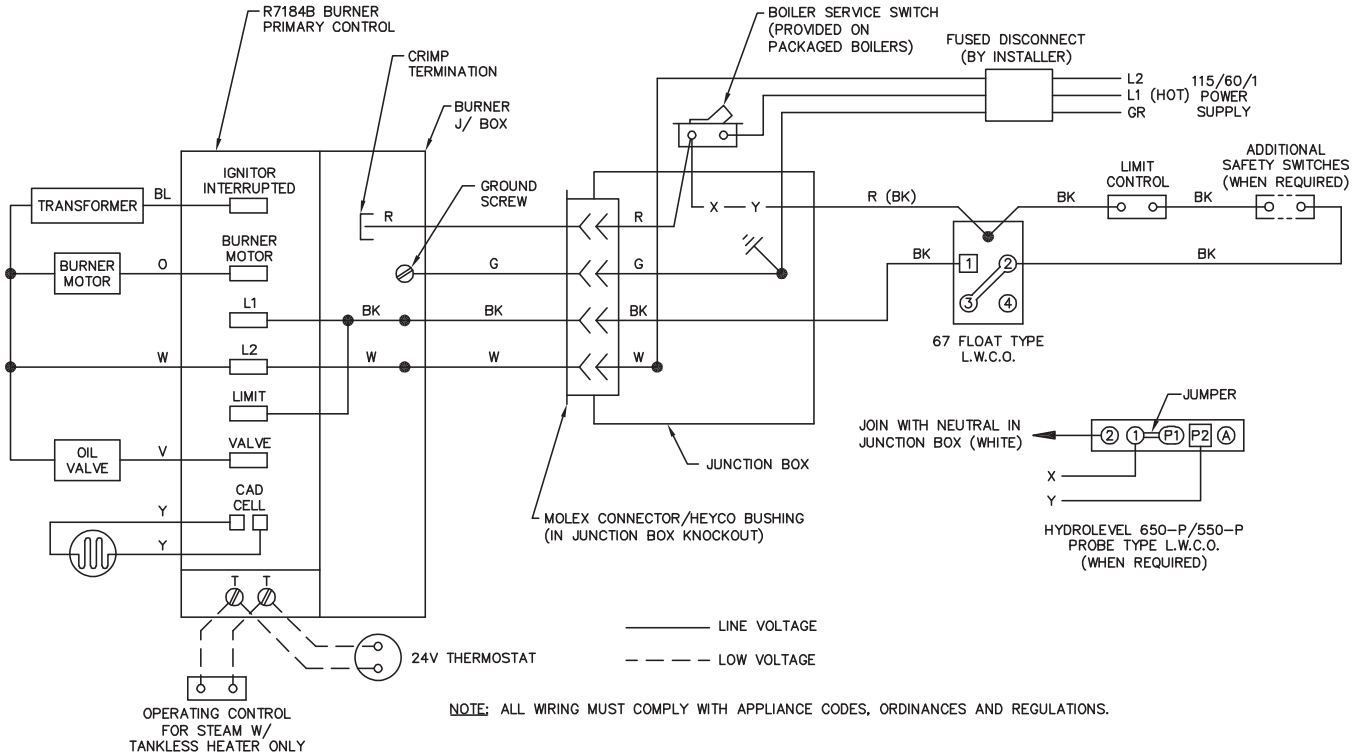 R7184B BURNER
PRIMARY CONTROL
CRIMP
TERMINATION
BURNER
J/ BOX
BOILER SERVICE SWITCH
(PROVIDED ON
PACKAGED BOILERS)
FUSED DISCONNECT
(BY INSTALLER)
L2
L1 (HOT)
GR
115/60/1
POWER
SUPPLY
IGNITOR
INTERRUPTED
TRANSFORMER
BL
GROUND
SCREW
LIMIT
CONTROL
ADDITIONAL
SAFETY SWITCHES
(WHEN REQUIRED)
R
R
X
Y
R (BK)
BK
BK
BURNER
MOTOR
BURNER
MOTOR
O
G
G
BK
1
2
BK
3
4
L1
BK
BK
BK
67 FLOAT TYPE
L.W.C.O.
W
L2
W
W
W
LIMIT
JUMPER
JOIN WITH NEUTRAL IN
JUNCTION BOX (WHITE)
2
1
P1
P2
A
OIL
VALVE
V
VALVE
JUNCTION BOX
X
Y
CAD
CELL
Y
Y
MOLEX CONNECTOR/HEYCO BUSHING
(IN JUNCTION BOX KNOCKOUT)
HYDROLEVEL 650-P/550-P
PROBE TYPE L.W.C.O.
(WHEN REQUIRED)
T
T
24V THERMOSTAT
LINE VOLTAGE
LOW VOLTAGE
OPERATING CONTROL
FOR STEAM W/
TANKLESS HEATER ONLY
NOTE: ALL WIRING MUST COMPLY WITH APPLIANCE CODES, ORDINANCES AND REGULATIONS.